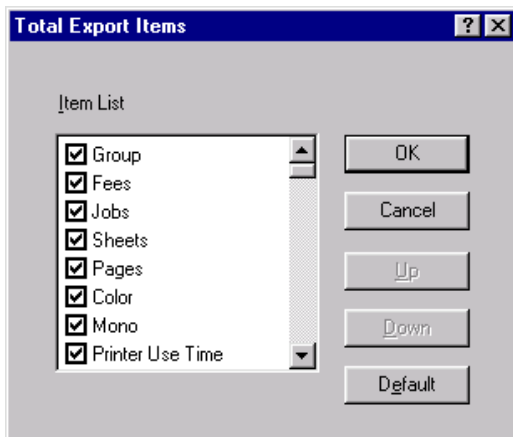 Total Export Items
Item List
Group
Fees
Jobs
Sheets
Pages
Color
Mono
Printer Use Time
OK
Cancel
Up
Down
Default